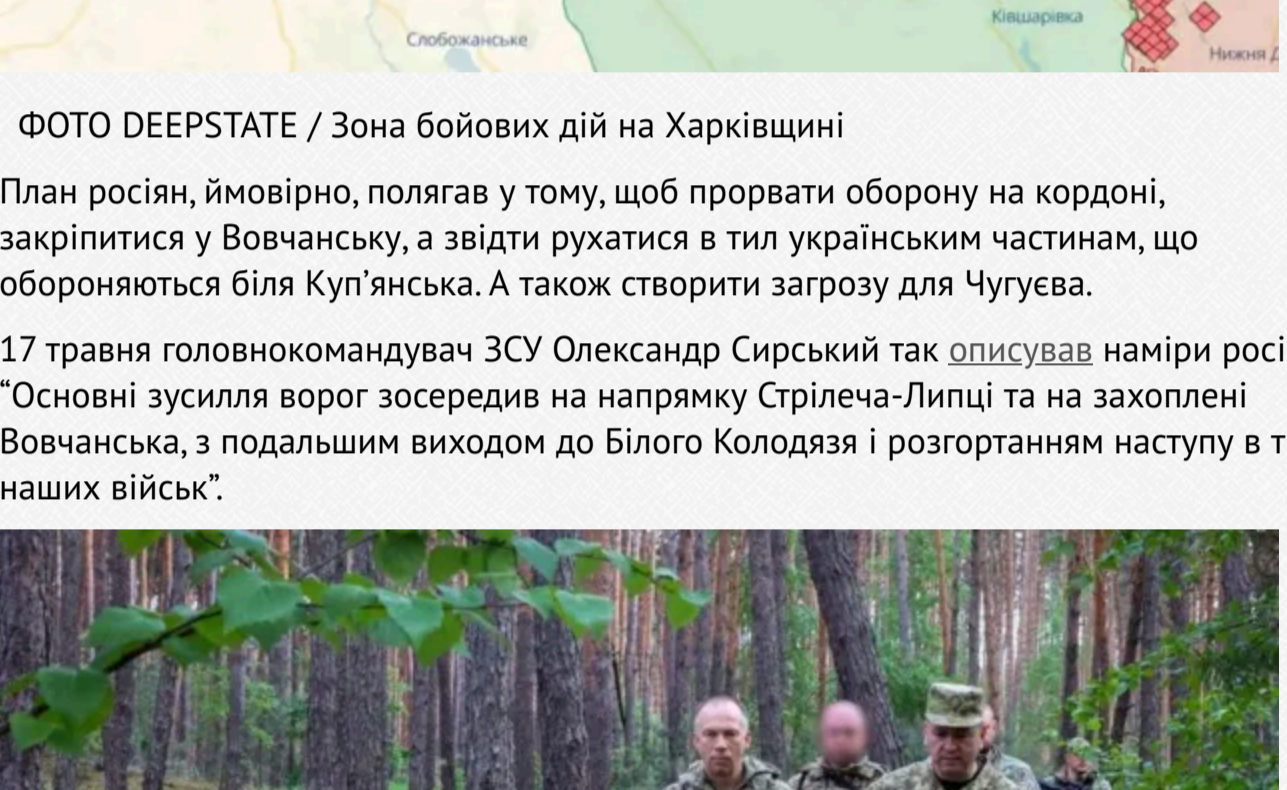 Ківшарівка
Слобожанське
Нижня
ФОТО DEEPSTATE / Зона бойових дій на Харківщині
План росіян, ймовірно, полягав у тому, щоб прорвати оборону на кордоні,
закріпитися у Вовчанську, а звідти рухатися в тил українським частинам, що
обороняються біля Куп’янська. А також створити загрозу для Чугуєва.
17 травня головнокомандувач ЗСУ Олександр Сирський так описував наміри росі
“Основні зусилля ворог зосередив на напрямку Стрілеча-Липці та на захоплені
Вовчанська, з подальшим виходом до Білого Колодязя і розгортанням наступу в т
наших військ”.